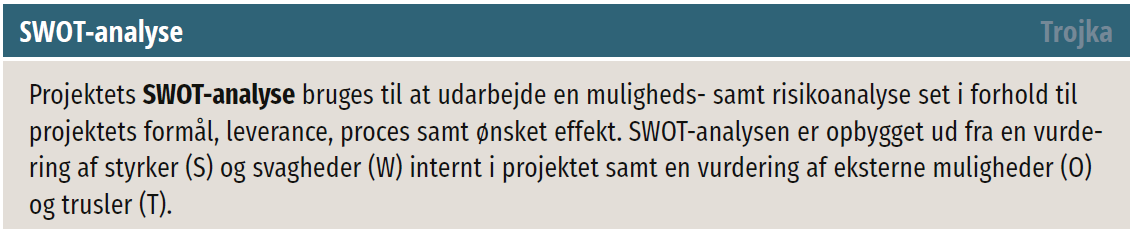 SWOT-analyse
Trojka
Projektets SWOT-analyse bruges til at udarbejde en muligheds- samt risikoanalyse set i forhold til
projektets formål, leverance, proces samt ønsket effekt. SWOT-analysen er opbygget ud fra en vurde-
ring af styrker (S) og svagheder (W) internt i projektet samt en vurdering af eksterne muligheder (O)
og trusler (T).